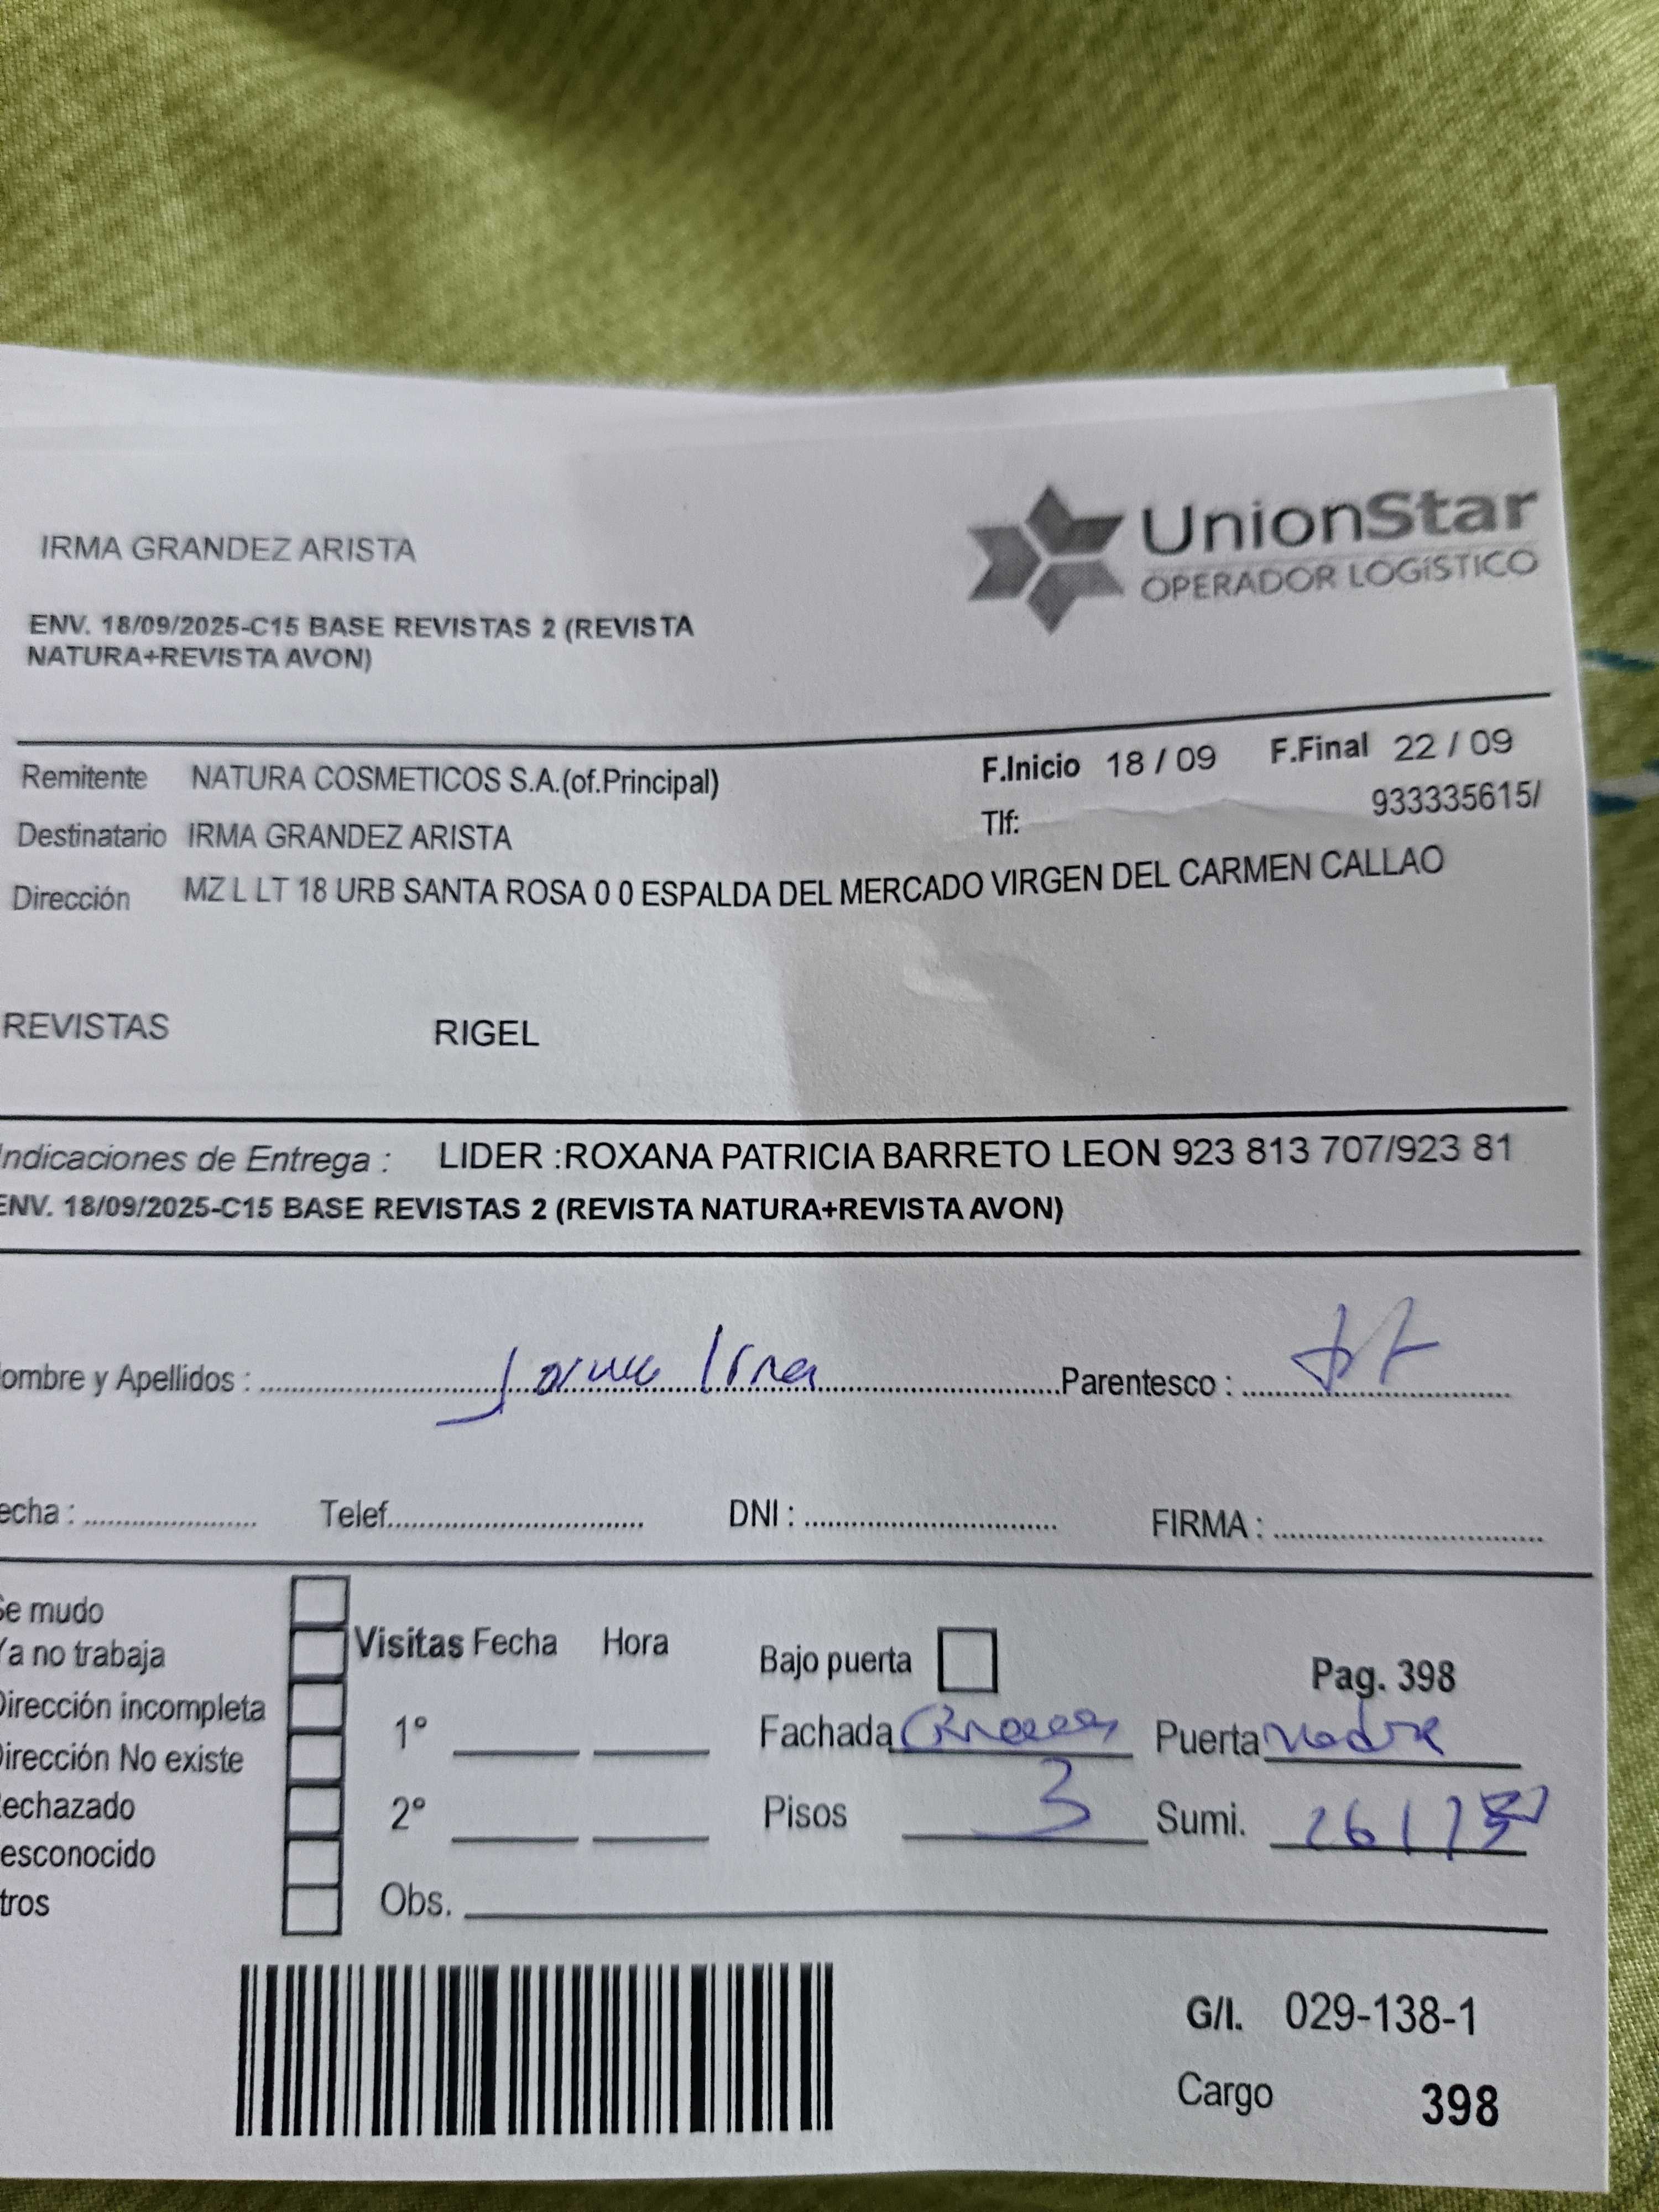 IRMA GRANDEZ ARISTA
UnionStar
OPERADOR LOGÍSTICO
ENV. 18/09/2025-C15 BASE REVISTAS 2 (REVISTA
NATURA+REVISTA AVON)
Remitente NATURA COSMETICOS S.A.(of.Principal) F.Inicio 18 / 09 F.Final 22 / 09
Destinatario IRMA GRANDEZ ARISTA Tlf: 933335615/
Dirección MZ L LT 18 URB SANTA ROSA 0 0 ESPALDA DEL MERCADO VIRGEN DEL CARMEN CALLAO
REVISTAS RIGEL
Indicaciones de Entrega : LIDER :ROXANA PATRICIA BARRETO LEON 923 813 707/923 81
ENV. 18/09/2025-C15 BASE REVISTAS 2 (REVISTA NATURA+REVISTA AVON)
ombre y Apellidos : Parentesco :
echa : Telef. DNI : FIRMA :
Se mudo
Ya no trabaja Visitas Fecha Hora Bajo puerta Pag. 398
Dirección incompleta 1° Fachada Puerta
Dirección No existe
echazado 2° Pisos 3 Sumi.
esconocido
tros Obs.
G/I. 029-138-1
Cargo 398